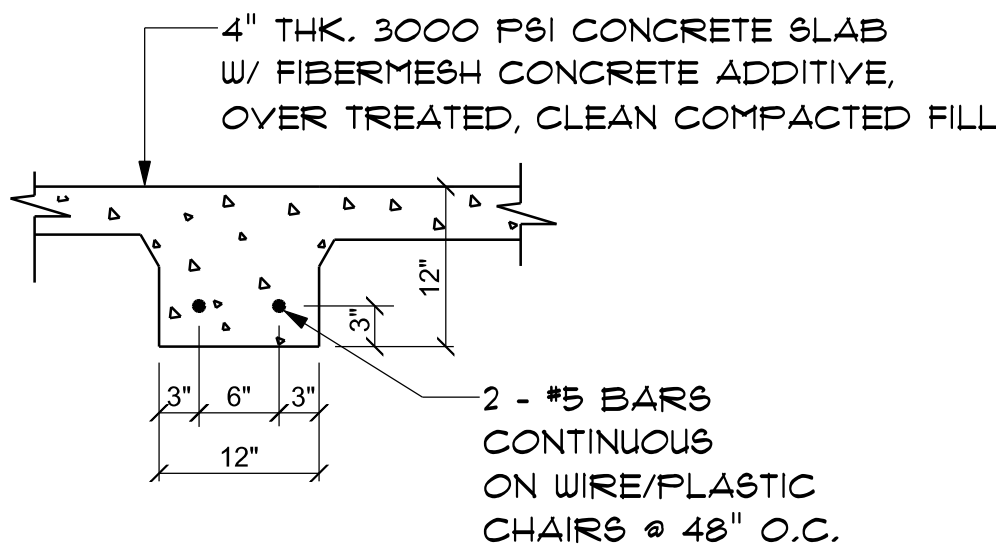 4" THK. 3000 PSI CONCRETE SLAB
W/ FIBERMESH CONCRETE ADDITIVE,
OVER TREATED, CLEAN COMPACTED FILL
12"
3"
3" 6" 3"
12"
2 - #5 BARS
CONTINUOUS
ON WIRE/PLASTIC
CHAIRS @ 48" O.C.